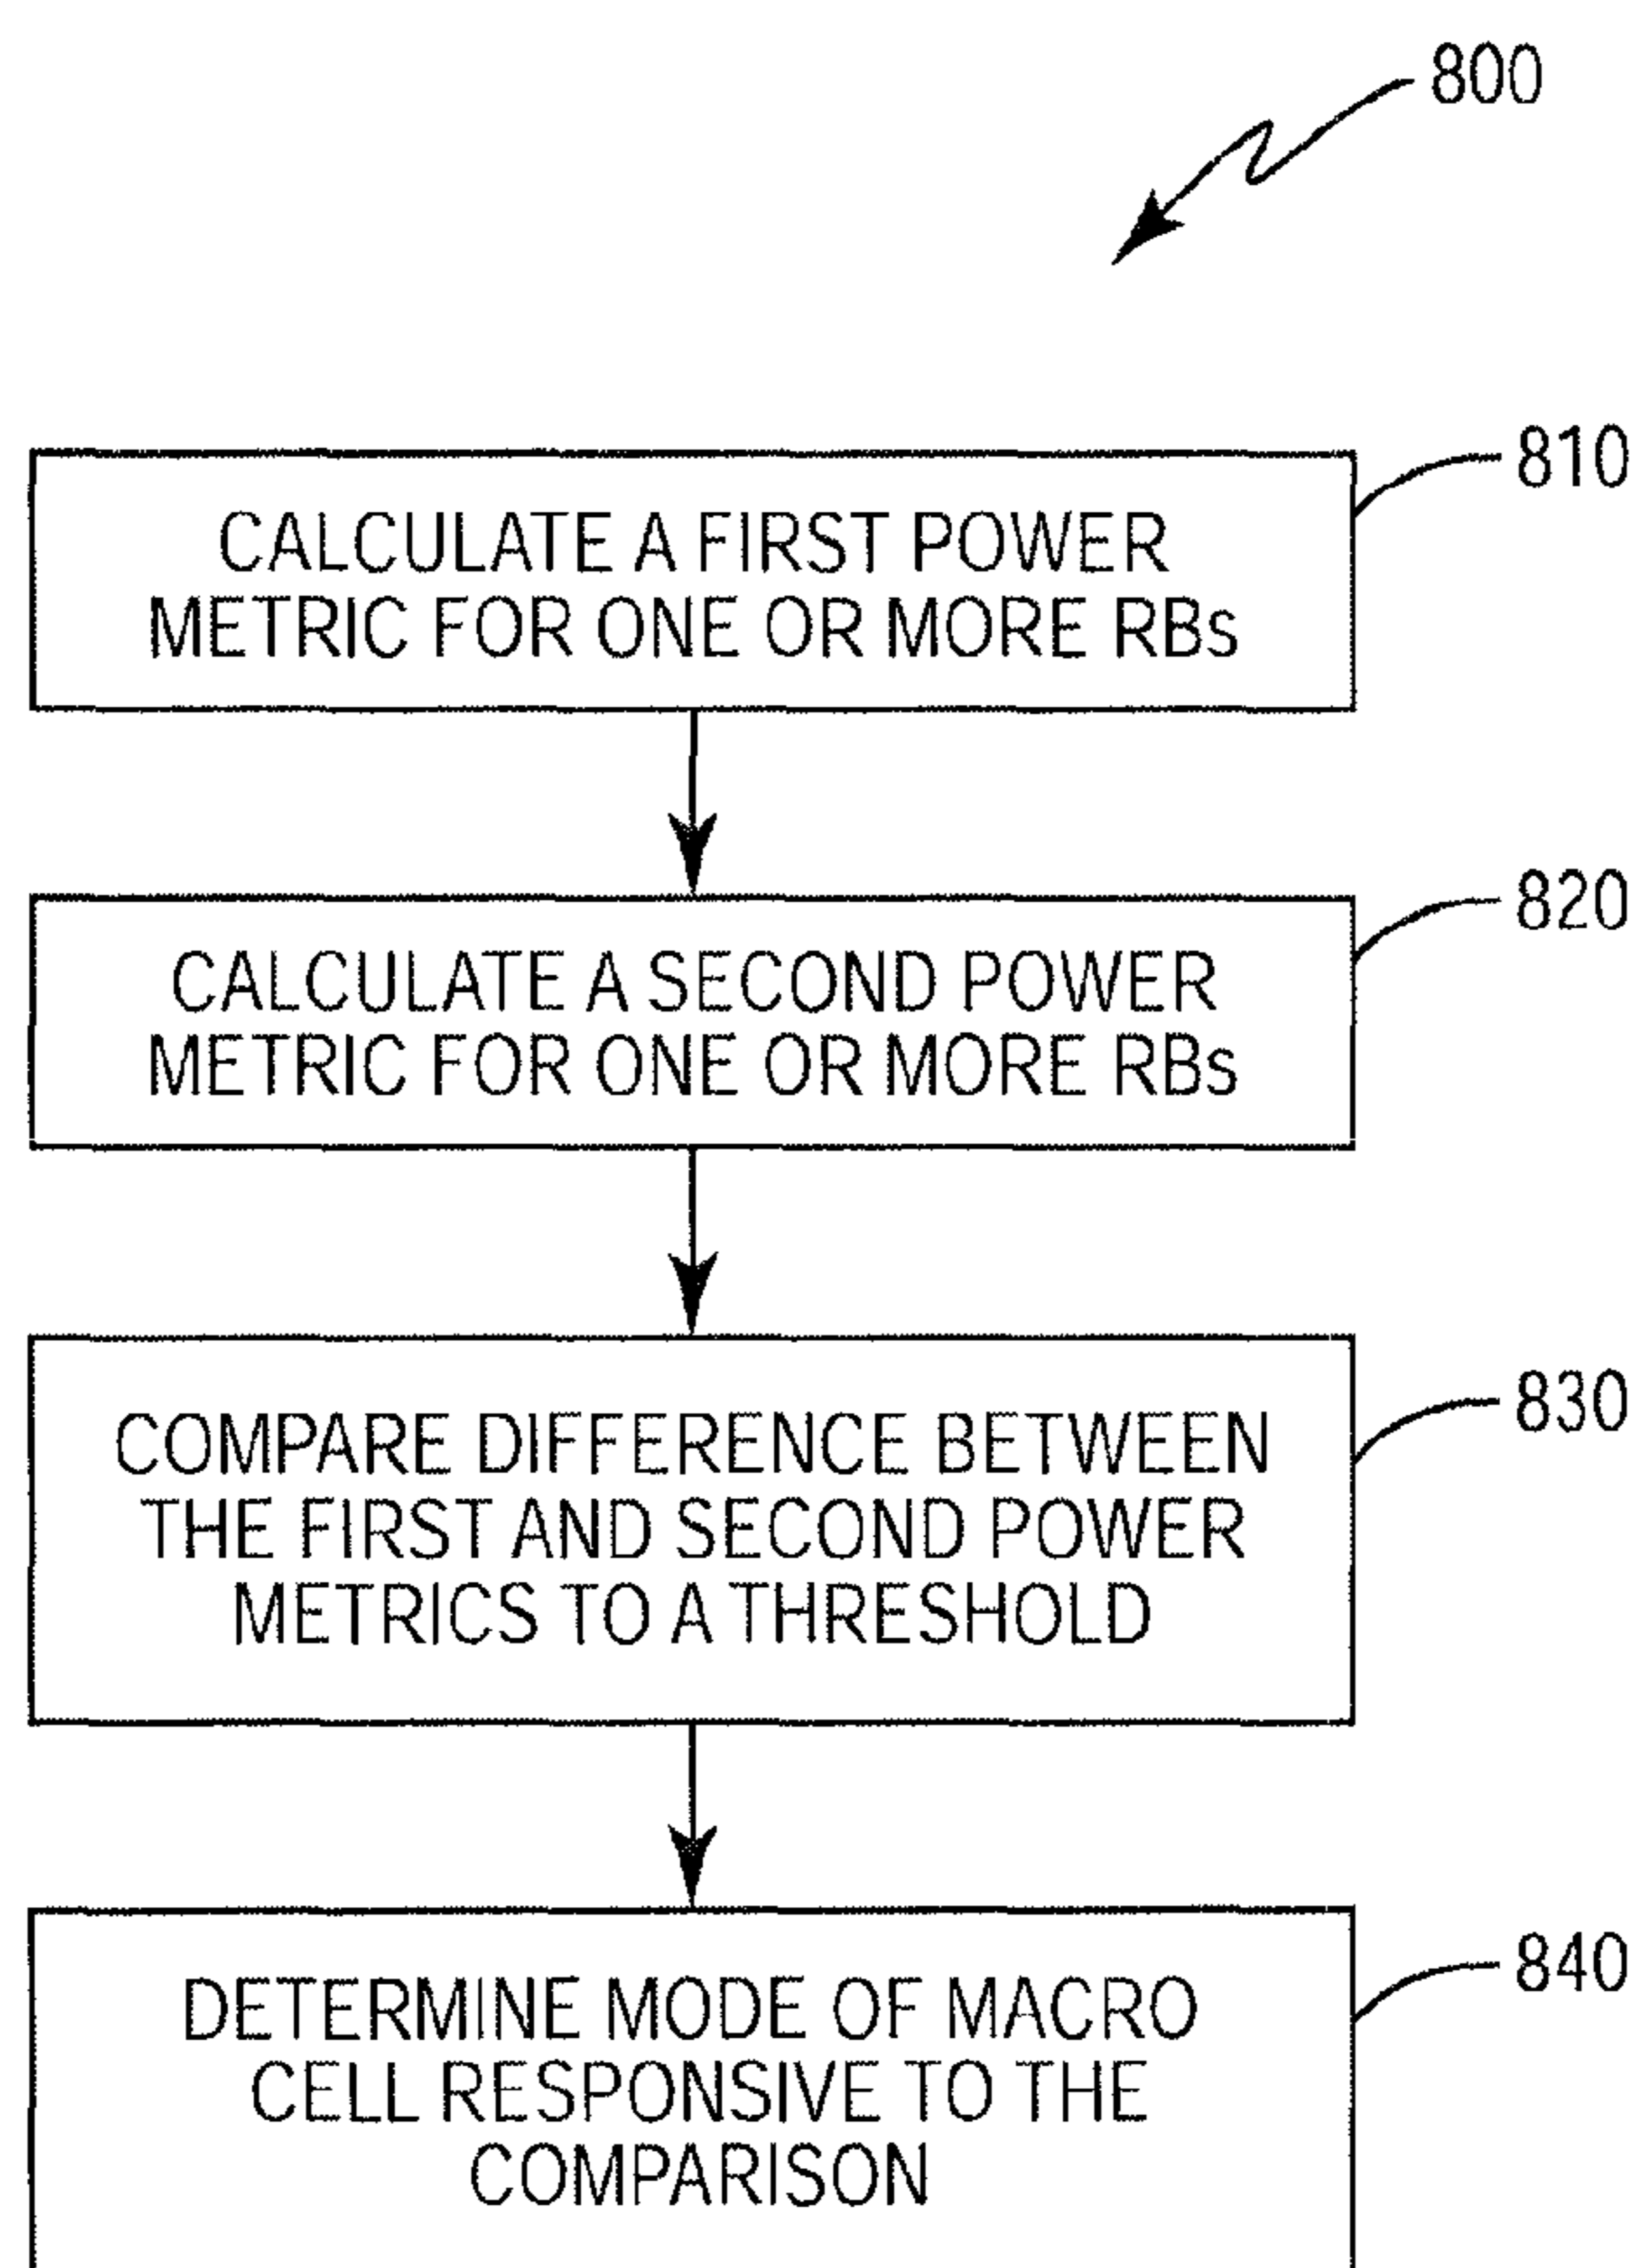 800
810
CALCULATE A FIRST POWER
METRIC FOR ONE OR MORE RBs
820
CALCULATE A SECOND POWER
METRIC FOR ONE OR MORE RBs
830
COMPARE DIFFERENCE BETWEEN
THE FIRST AND SECOND POWER
METRICS TO A THRESHOLD
840
DETERMINE MODE OF MACRO
CELL RESPONSIVE TO THE
COMPARISON